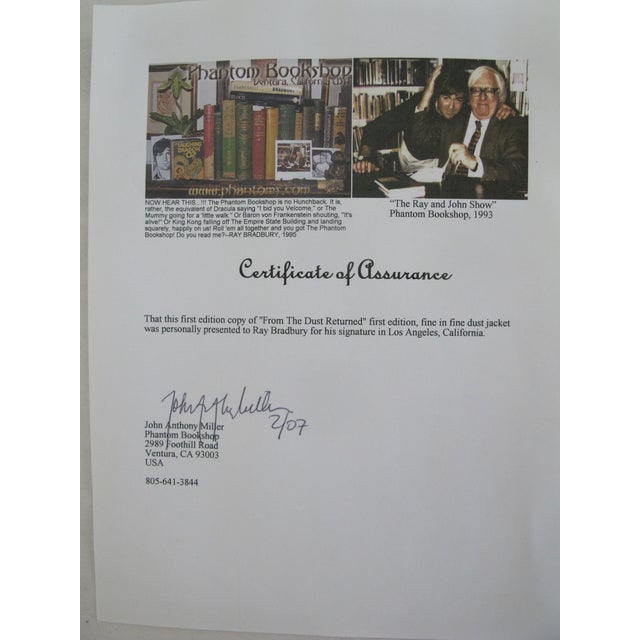 Phantom Bookshop
Ventura, California USA
www.phantoms.com
NOW HEAR THIS...!!! The Phantom Bookshop is no Hunchback. It is,
rather, the equivalent of Dracula saying "I bid you Velcome," or The
Mummy going for a 'little walk.' Or Baron von Frankenstein shouting, "It's
alive!" Or King Kong falling off The Empire State Building and landing
squarely, happily on us! Roll 'em all together and you got The Phantom
Bookshop! Do you read me?--RAY BRADBURY, 1995
"The Ray and John Show"
Phantom Bookshop, 1993
Certificate of Assurance
That this first edition copy of "From The Dust Returned" first edition, fine in fine dust jacket
was personally presented to Ray Bradbury for his signature in Los Angeles, California.
2/07
John Anthony Miller
Phantom Bookshop
2989 Foothill Road
Ventura, CA 93003
USA
805-641-3844